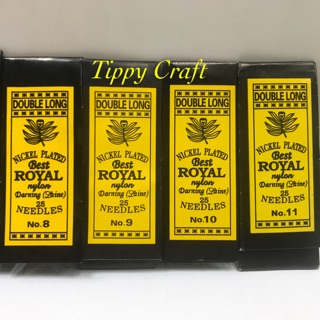 Tippy Craft
DOUBLE LONG
NICKEL PLATED
Best
ROYAL
nylon
Darning (Shine)
25
NEEDLES
No.8
DOUBLE LONG
NICKEL PLATED
Best
ROYAL
nylon
Darning (Shine)
25
NEEDLES
No.9
DOUBLE LONG
NICKEL PLATED
Best
ROYAL
nylon
Darning (Shine)
25
NEEDLES
No.10
DOUBLE LONG
NICKEL PLATED
Best
ROYAL
nylon
Darning (Shine)
25
NEEDLES
No.11